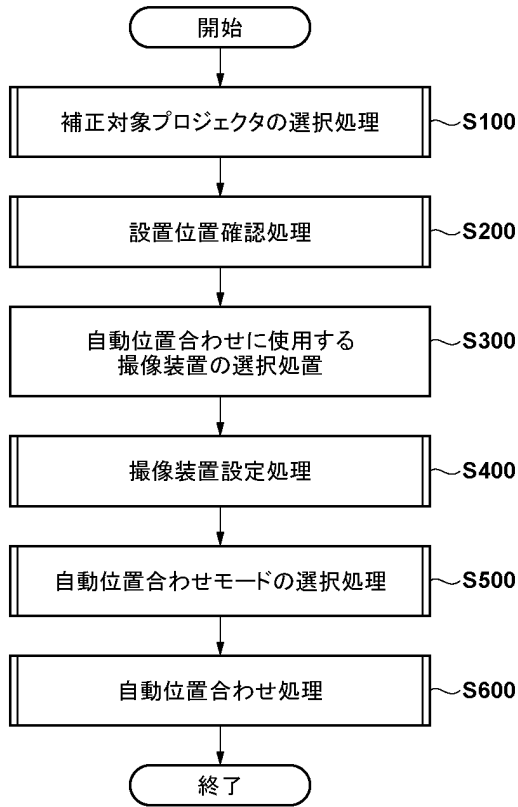 開始
補正対象プロジェクタの選択処理
S100
設置位置確認処理
S200
自動位置合わせに使用する
撮像装置の選択処置
S300
撮像装置設定処理
S400
自動位置合わせモードの選択処理
S500
自動位置合わせ処理
S600
終了